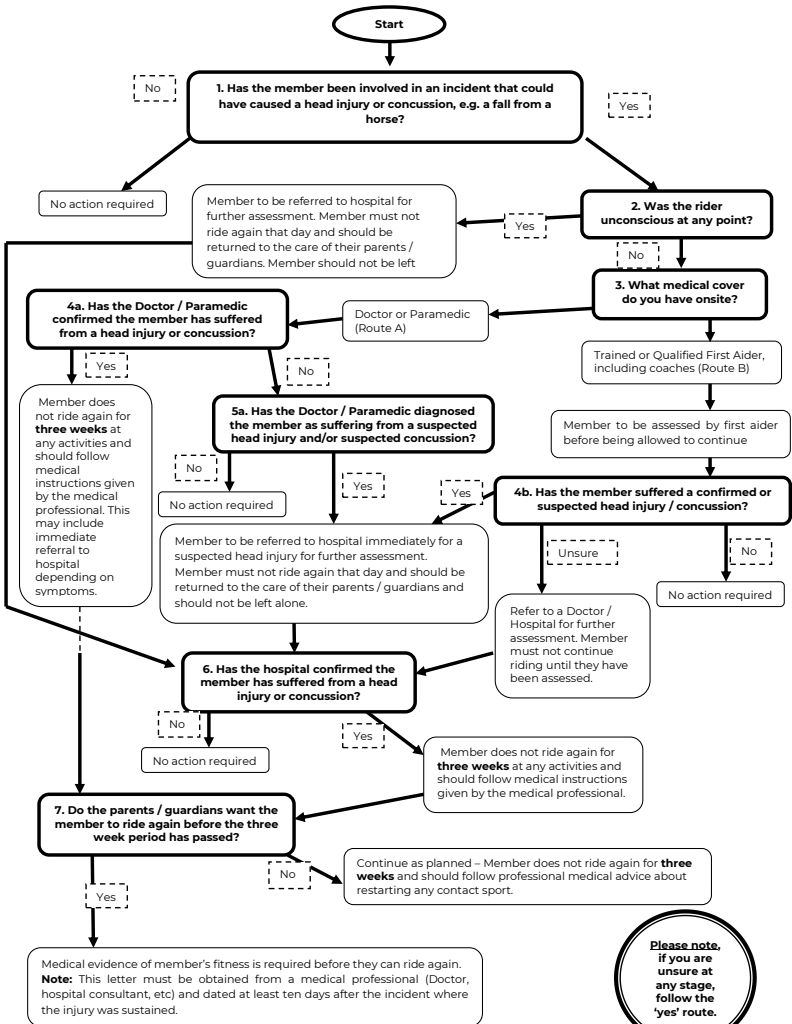 Start
1. Has the member been involved in an incident that could
have caused a head injury or concussion, e.g. a fall from a
horse?
No
Yes
No action required
Member to be referred to hospital for
further assessment. Member must not
ride again that day and should be
returned to the care of their parents /
guardians. Member should not be left
Yes
2. Was the rider
unconscious at any point?
No
3. What medical cover
do you have onsite?
4a. Has the Doctor / Paramedic
confirmed the member has suffered
from a head injury or concussion?
Doctor or Paramedic
(Route A)
Trained or Qualified First Aider,
including coaches (Route B)
Yes
No
Member does
not ride again for
three weeks at
any activities and
should follow
medical
instructions given
by the medical
professional. This
may include
immediate
referral to
hospital
depending on
symptoms.
5a. Has the Doctor / Paramedic diagnosed
the member as suffering from a suspected
head injury and/or suspected concussion?
Member to be assessed by first aider
before being allowed to continue
No
Yes
Yes
No action required
4b. Has the member suffered a confirmed or
suspected head injury / concussion?
Member to be referred to hospital immediately for a
suspected head injury for further assessment.
Member must not ride again that day and should be
returned to the care of their parents / guardians and
should not be left alone.
Unsure
No
No action required
Refer to a Doctor /
Hospital for further
assessment. Member
must not continue
riding until they have
been assessed.
6. Has the hospital confirmed the
member has suffered from a head
injury or concussion?
No
Yes
No action required
Member does not ride again for
three weeks at any activities and
should follow medical instructions
given by the medical professional.
7. Do the parents / guardians want the
member to ride again before the three
week period has passed?
No
Yes
Continue as planned – Member does not ride again for three
weeks and should follow professional medical advice about
restarting any contact sport.
Medical evidence of member's fitness is required before they can ride again.
Note: This letter must be obtained from a medical professional (Doctor,
hospital consultant, etc) and dated at least ten days after the incident where
the injury was sustained.
Please note,
if you are
unsure at
any stage,
follow the
'yes' route.